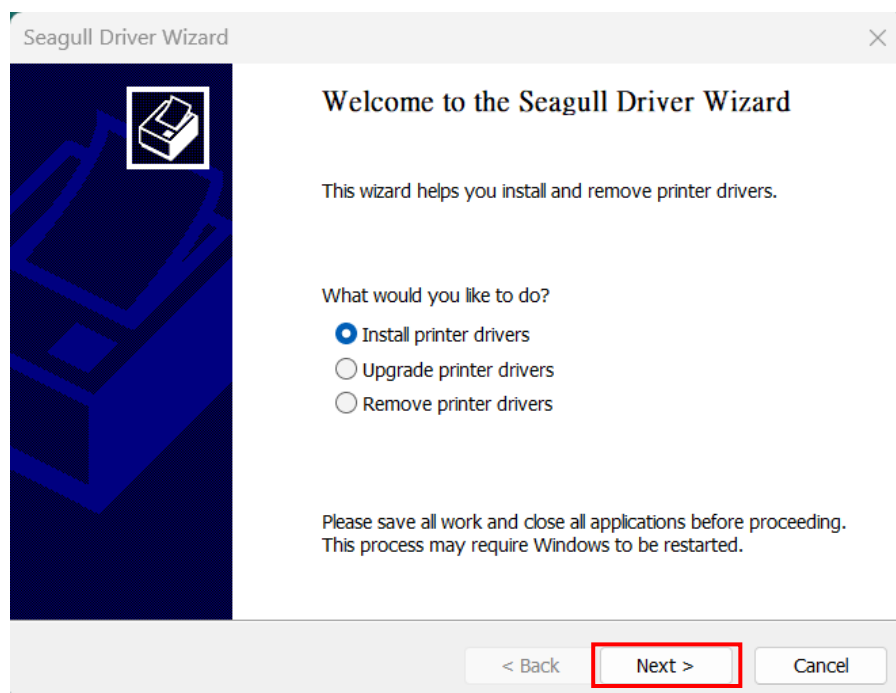 Seagull Driver Wizard
Welcome to the Seagull Driver Wizard
This wizard helps you install and remove printer drivers.
What would you like to do?
Install printer drivers
Upgrade printer drivers
Remove printer drivers
Please save all work and close all applications before proceeding.
This process may require Windows to be restarted.
< Back Next > Cancel